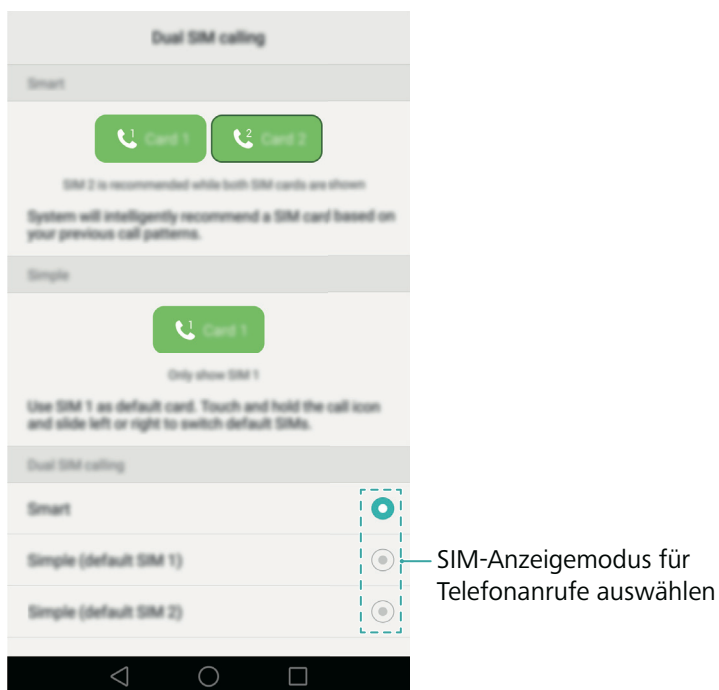 Dual SIM calling
Smart
1 Card 1
2 Card 2
SIM 2 is recommended while both SIM cards are shown
System will intelligently recommend a SIM card based on
your previous call patterns.
Simple
1 Card 1
Only show SIM 1
Use SIM 1 as default card. Touch and hold the call icon
and slide left or right to switch default SIMs.
Dual SIM calling
Smart
Simple (default SIM 1)
SIM-Anzeigemodus für
Telefonanrufe auswählen
Simple (default SIM 2)